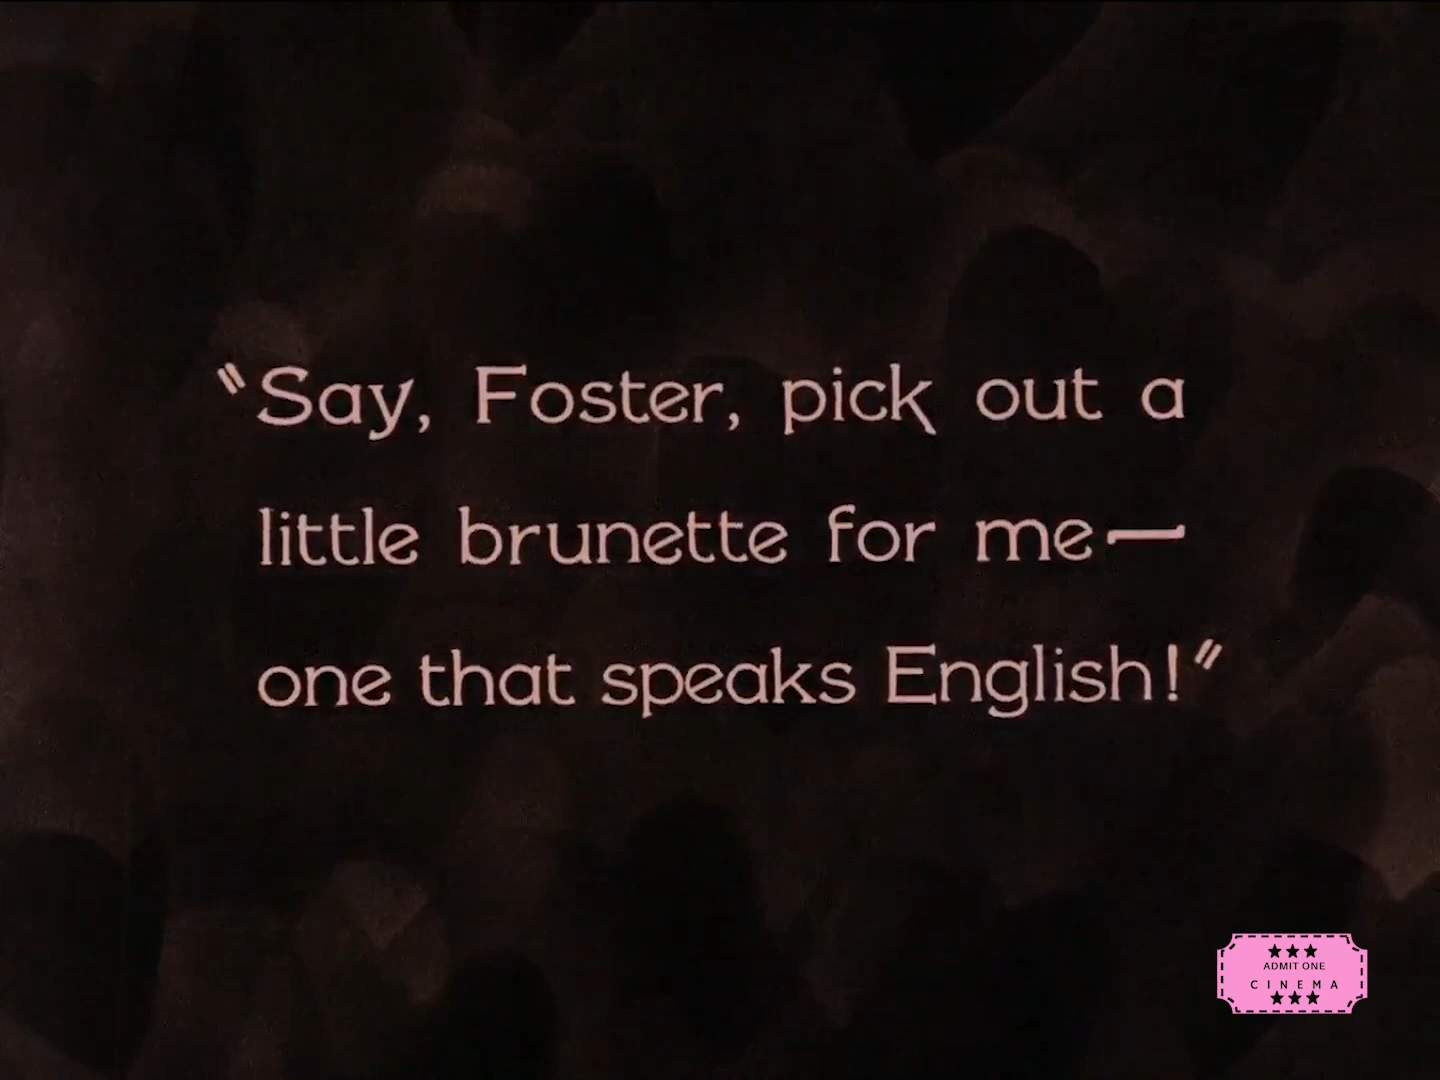 "Say, Foster, pick out a
little brunette for me—
one that speaks English!"
ADMIT ONE
CINEMA